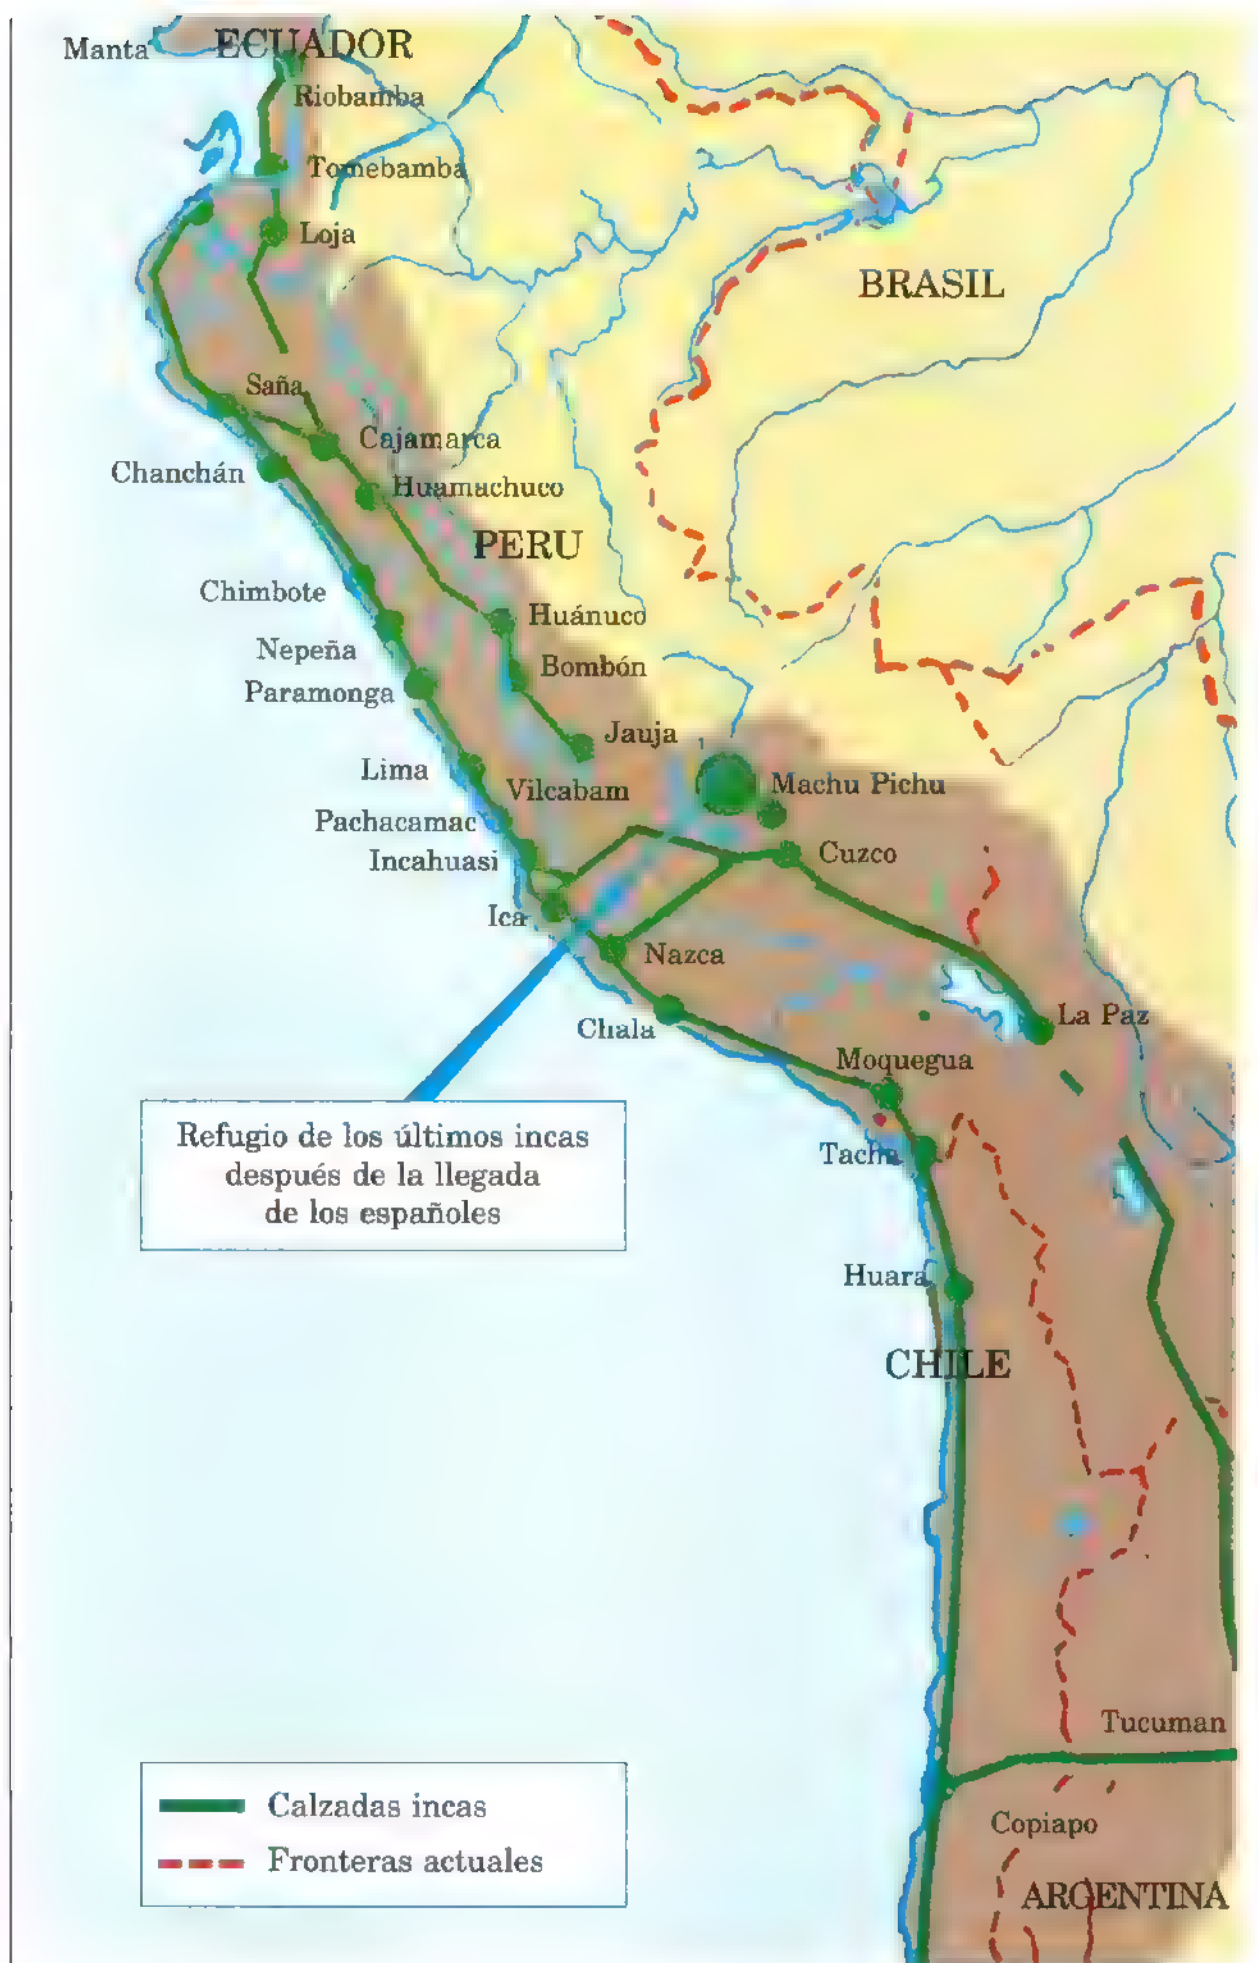 Manta
ECUADOR
Riobamba
Tomebamba
Loja
BRASIL
Saña
Cajamarca
Chanchán
Huamachuco
PERU
Chimbote
Huánuco
Nepeña
Bombón
Paramonga
Jauja
Lima
Vilcabam
Machu Pichu
Pachacamac
Incahuasi
Cuzco
Ica
Nazca
Chala
La Paz
Moquegua
Refugio de los últimos incas
después de la llegada
de los españoles
Tacna
Huara
CHILE
Tucuman
Calzadas incas
Copiapo
Fronteras actuales
ARGENTINA